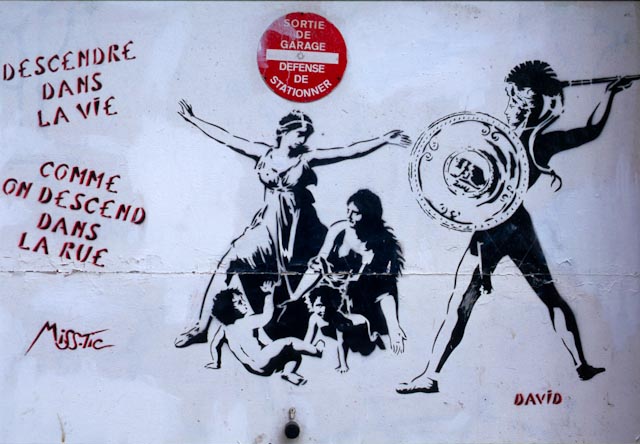 DESCENDRE
DANS
LA VIE
COMME
ON DESCEND
DANS
LA RUE
MISS-TIC
SORTIE
DE
GARAGE
DEFENSE
DE
STATIONNER
DAVID